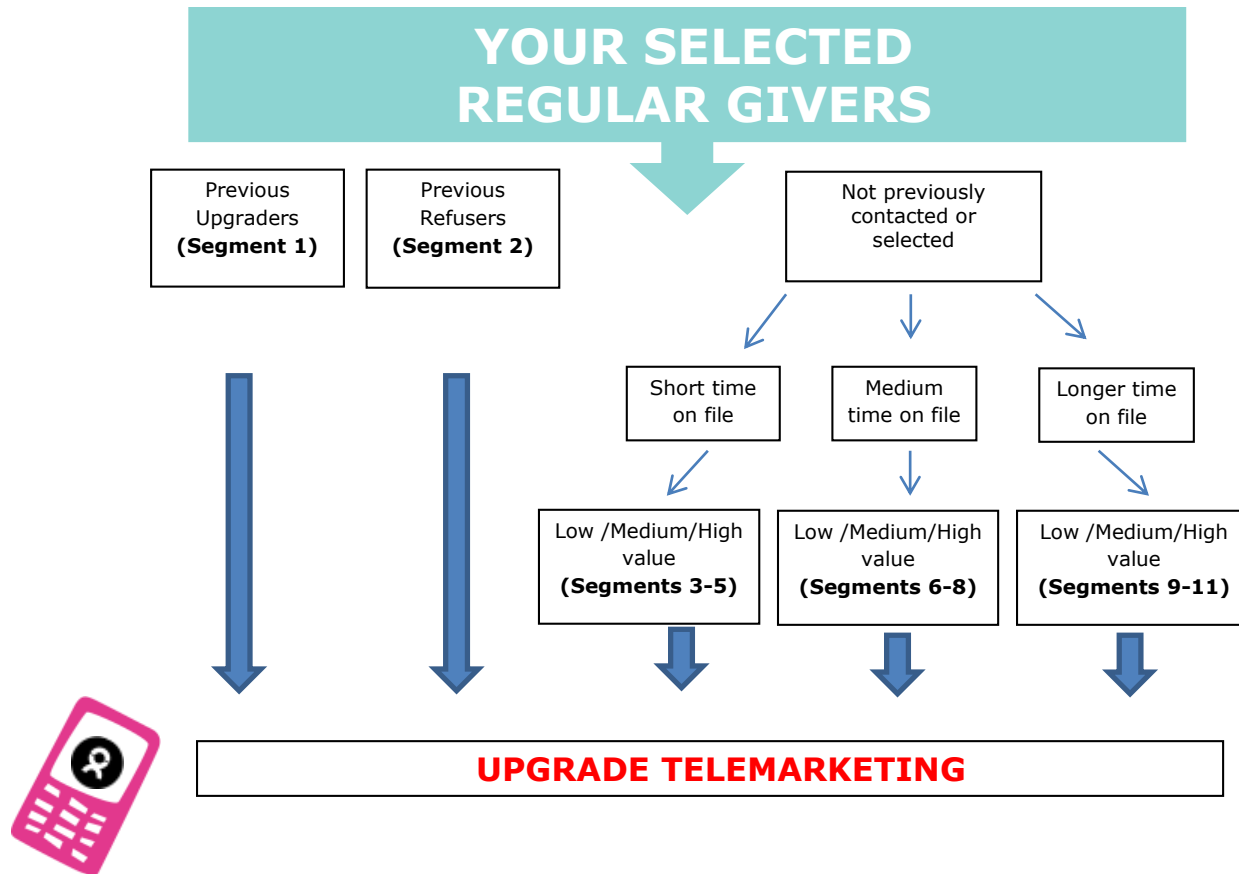 YOUR SELECTED
REGULAR GIVERS
Previous
Upgraders
(Segment 1)
Previous
Refusers
(Segment 2)
Not previously
contacted or
selected
Short time
on file
Medium
time on file
Longer time
on file
Low /Medium/High
value
(Segments 3-5)
Low /Medium/High
value
(Segments 6-8)
Low /Medium/High
value
(Segments 9-11)
UPGRADE TELEMARKETING